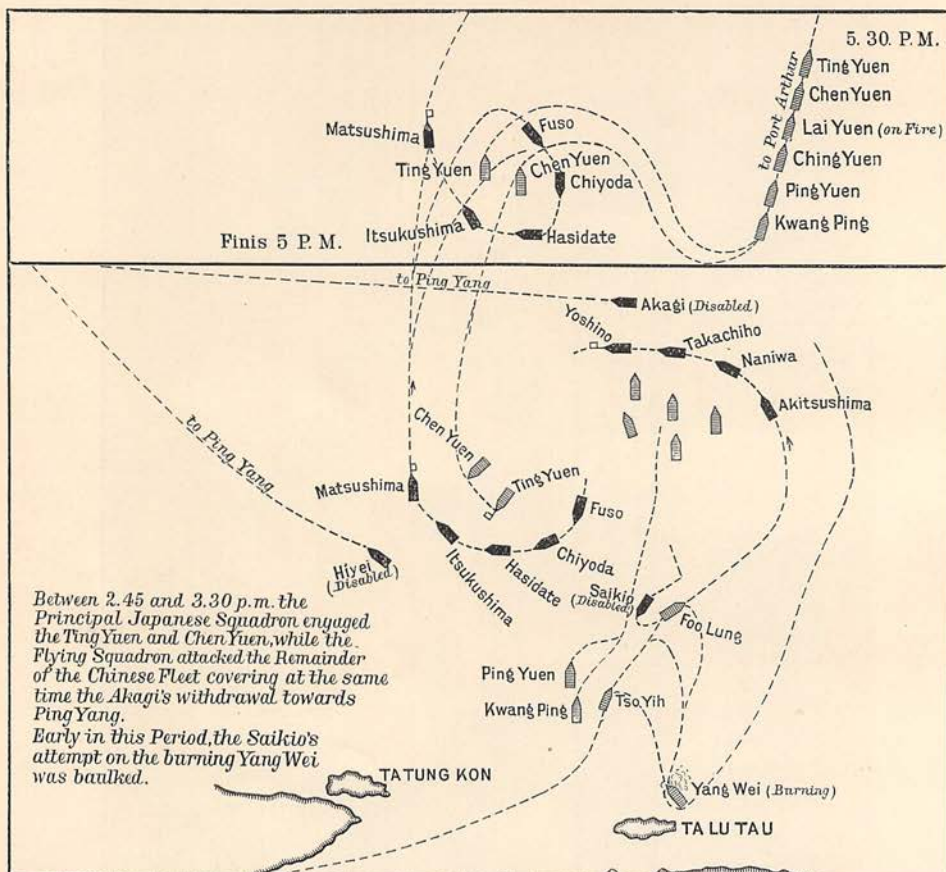 5. 30. P. M.
Ting Yuen
Chen Yuen
Lai Yuen (on Fire)
Ching Yuen
Ping Yuen
Kwang Ping
to Port Arthur
Matsushima
Fuso
Ting Yuen
Chen Yuen
Chiyoda
Itsukushima
Hasidate
Finis 5 P. M.
to Ping Yang
Akagi (Disabled)
Yoshino
Takachiho
Naniwa
Akitsushima
to Ping Yang
Chen Yuen
Ting Yuen
Matsushima
Fuso
Chiyoda
Hasidate
Itsukushima
Hiyei
(Disabled)
Saikio
(Disabled)
Foo Lung
Ping Yuen
Kwang Ping
Tso Yih
Between 2.45 and 3.30 p.m. the
Principal Japanese Squadron engaged
the Ting Yuen and Chen Yuen, while the
Flying Squadron attacked the Remainder
of the Chinese Fleet covering at the same
time the Akagi's withdrawal towards
Ping Yang.
Early in this Period, the Saikio's
attempt on the burning Yang Wei
was baulked.
TATUNG KON
Yang Wei (Burning)
TA LU TAU